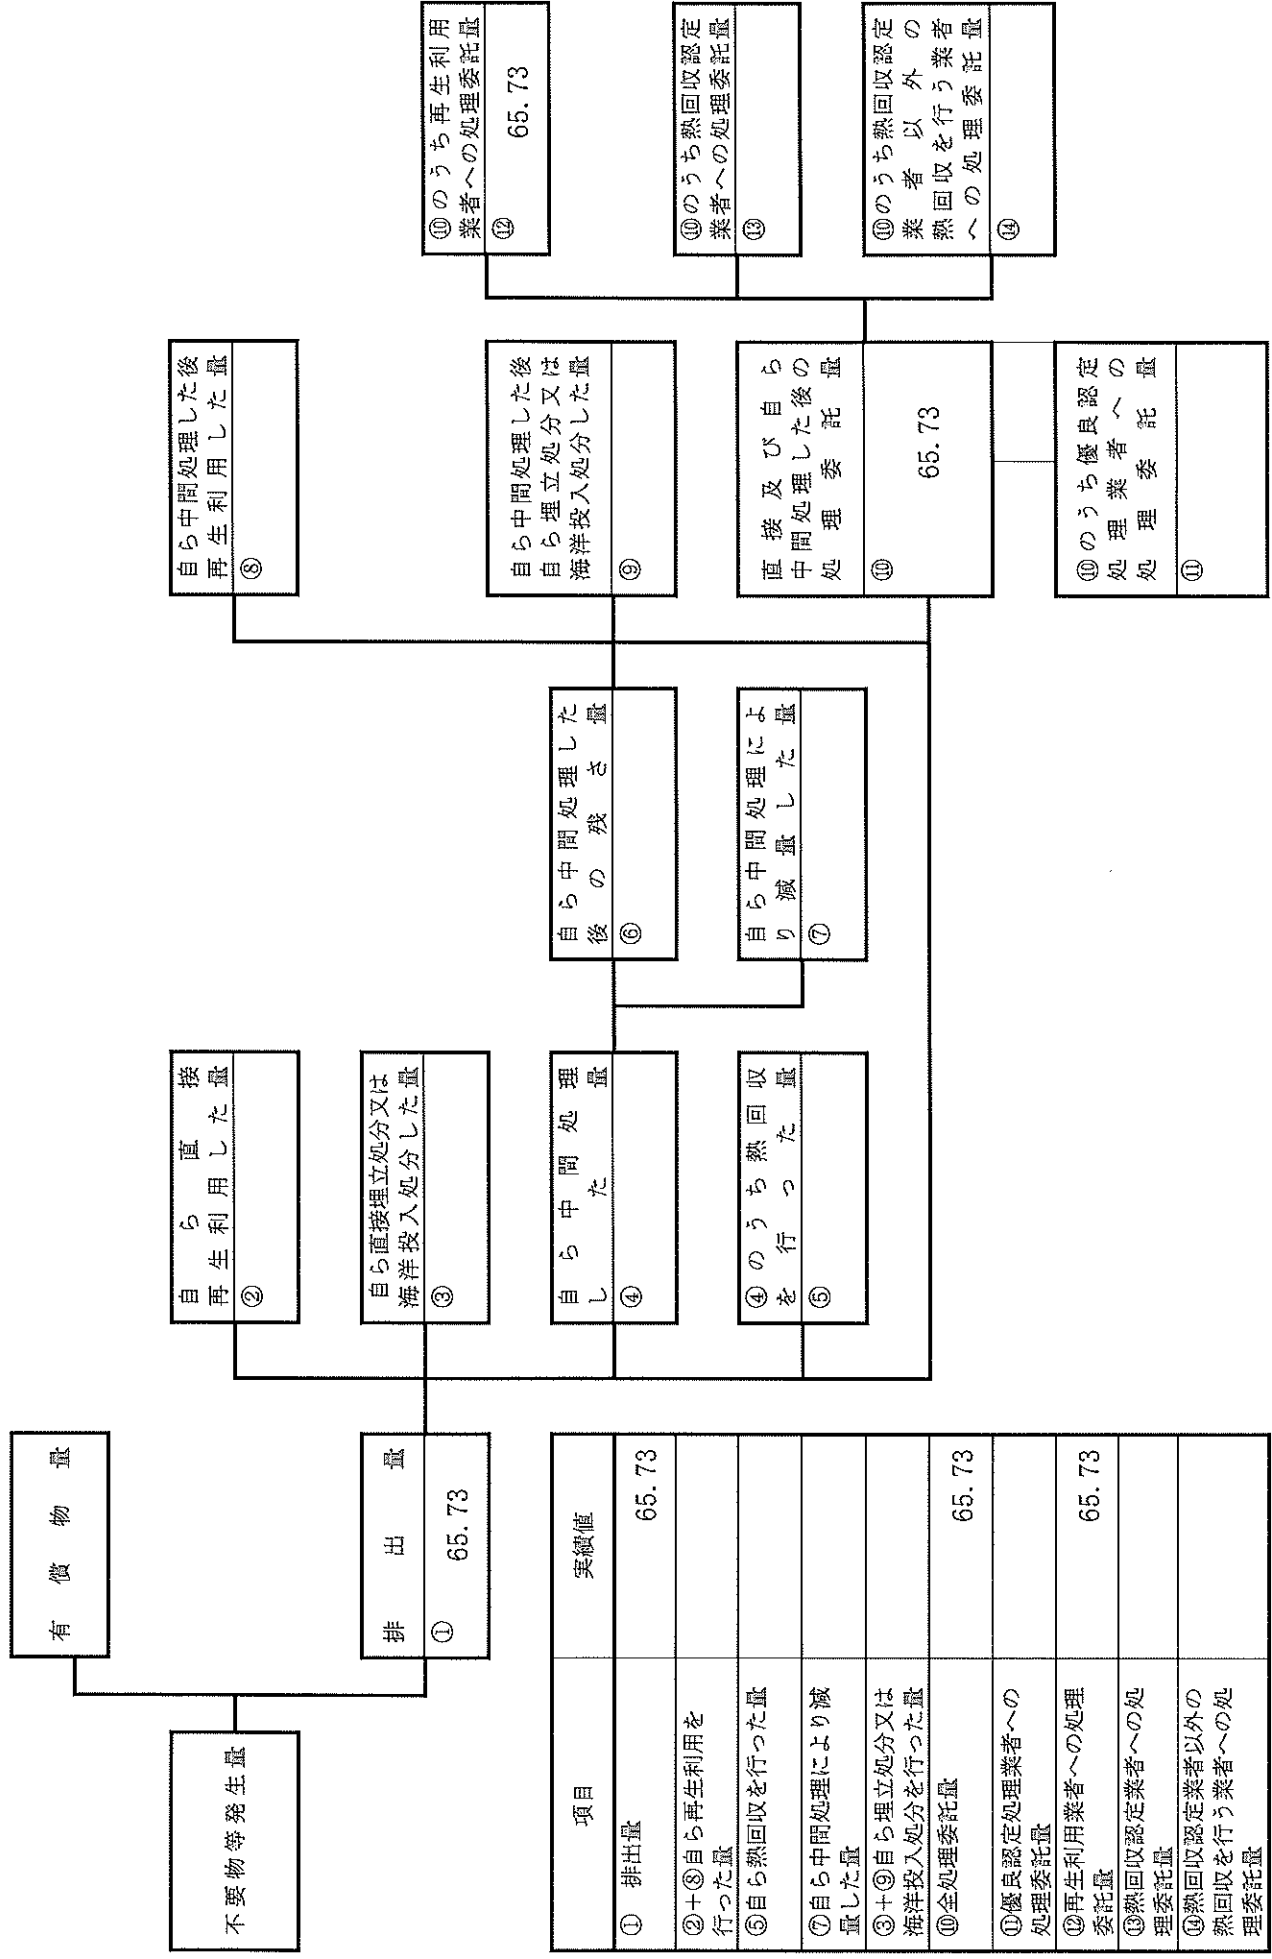 不要物等発生量
有償物量
排出量
① 65.73
自ら直接
再生利用した量
②
自ら直接埋立処分又は
海洋投入処分した量
③
自ら中間処理
した量
④
④のうち熱回収
を行った量
⑤
自ら中間処理した
後の残さ量
⑥
自ら中間処理によ
り減量した量
⑦
自ら中間処理した後
再生利用した量
⑧
自ら中間処理した後
自ら埋立処分又は
海洋投入処分した量
⑨
直接及び自ら
中間処理した後の
処理委託量
⑩ 65.73
⑩のうち優良認定
処理業者への
処理委託量
⑪
⑩のうち再生利用
業者への処理委託量
⑫ 65.73
⑩のうち熱回収認定
業者への処理委託量
⑬
⑩のうち熱回収認定
業者以外の
熱回収を行う業者
への処理委託量
⑭
項目 実績値
① 排出量 65.73
②+⑧自ら再生利用を
行った量
⑤自ら熱回収を行った量
⑦自ら中間処理により減
量した量
③+⑨自ら埋立処分又は
海洋投入処分を行った量
⑩全処理委託量 65.73
⑪優良認定処理業者への
処理委託量
⑫再生利用業者への処理
委託量 65.73
⑬熱回収認定業者への処
理委託量
⑭熱回収認定業者以外の
熱回収を行う業者への処
理委託量